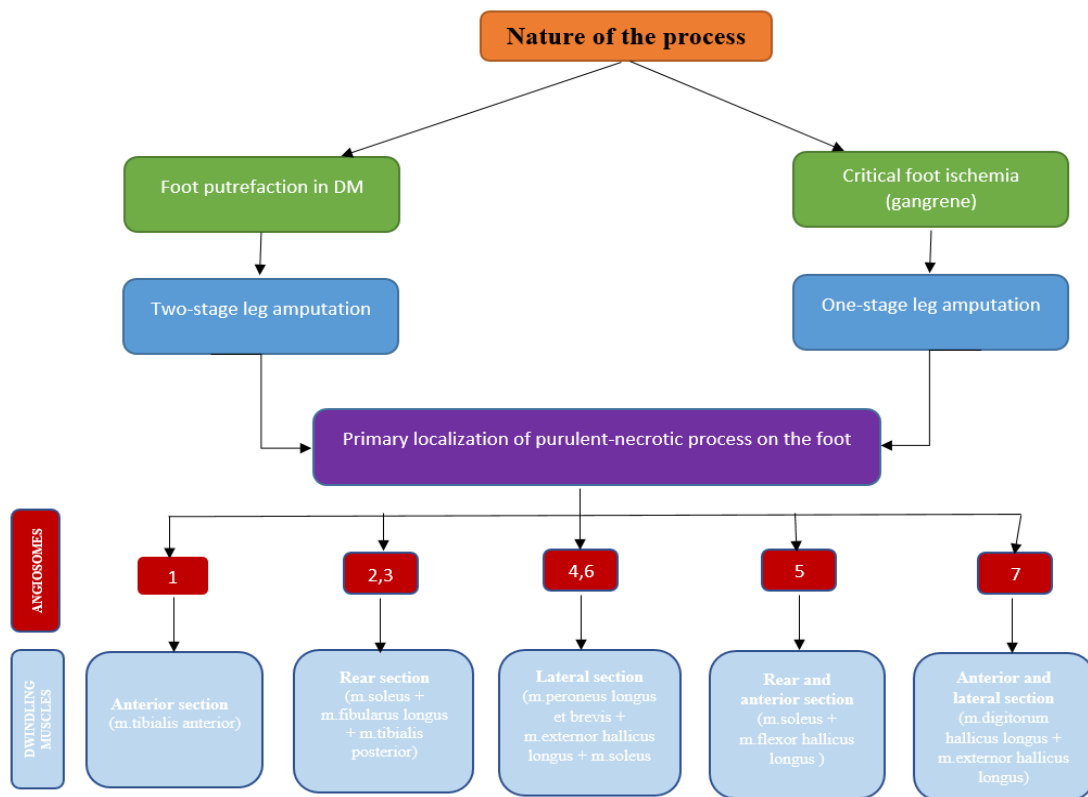 Nature of the process
Foot putrefaction in DM
Critical foot ischemia
(gangrene)
Two-stage leg amputation
One-stage leg amputation
Primary localization of purulent-necrotic process on the foot
ANGIOSOMES
1
2,3
4,6
5
7
DWINDLING
MUSCLES
Anterior section
(m.tibialis anterior)
Rear section
(m.soleus +
m.fibularus longus
+ m.tibialis
posterior)
Lateral section
(m.peroneus longus
et brevis +
m.externor hallicus
longus + m.soleus
Rear and
anterior section
(m.soleus +
m.flexor hallicus
longus )
Anterior and
lateral section
(m.digitorum
hallicus longus +
m.externor hallicus
longus)